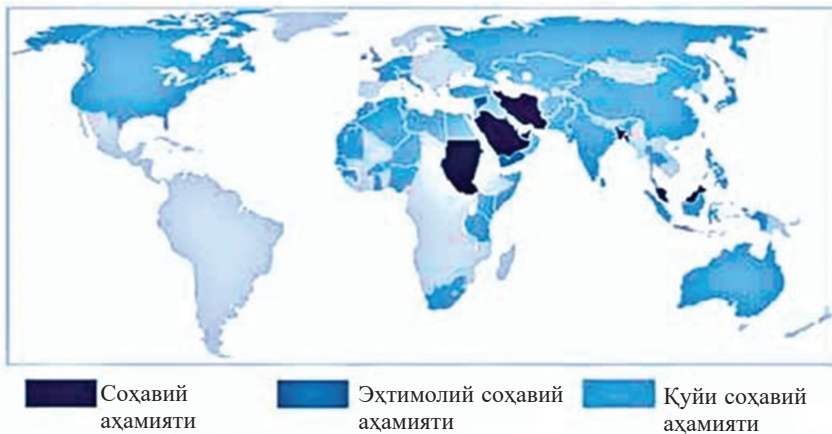 Соҳавий
аҳамияти
Эҳтимолий соҳавий
аҳамияти
Қуйи соҳавий
аҳамияти